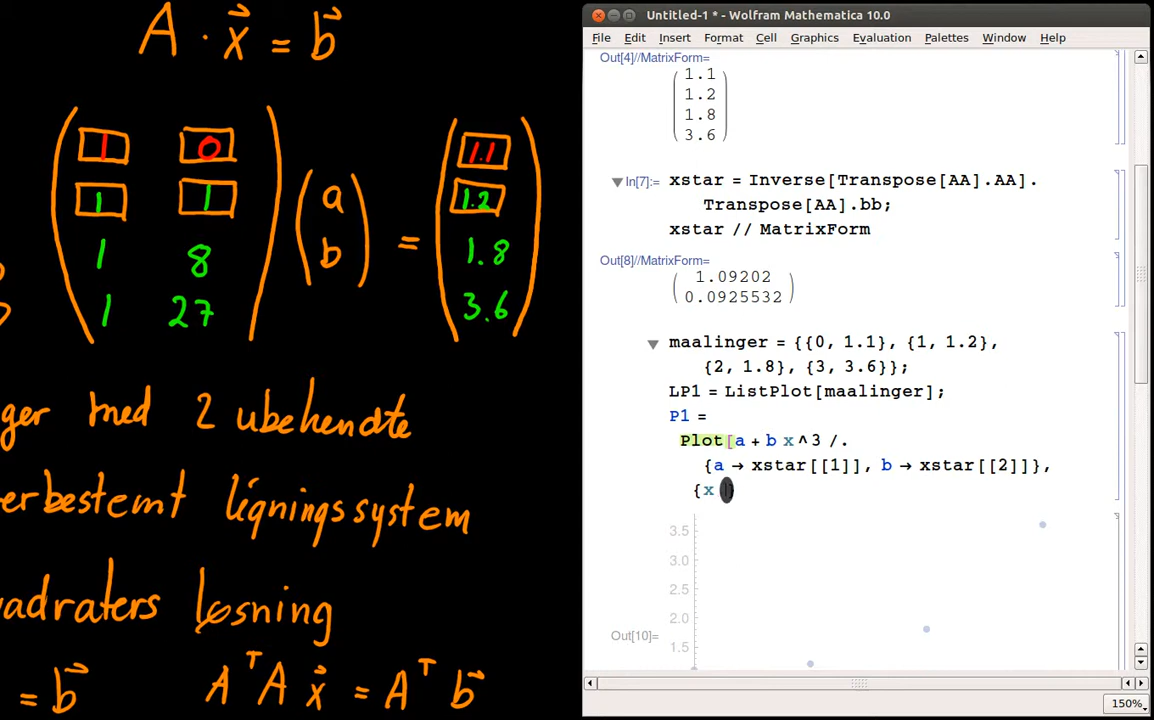 A · x⃗ = b⃗
1 0 1.1
1 1 a 1.2
1 8 b = 1.8
1 27 3.6
ger med 2 ubekendte
erbestemt ligningssystem
adraters løsning
= b⃗ AᵀA x⃗ = Aᵀ b⃗
Untitled-1 * - Wolfram Mathematica 10.0
File Edit Insert Format Cell Graphics Evaluation Palettes Window Help
Out[4]//MatrixForm=
1.1
1.2
1.8
3.6
In[7]:= xstar = Inverse[Transpose[AA].AA].
Transpose[AA].bb;
xstar // MatrixForm
Out[8]//MatrixForm=
1.09202
0.0925532
maalinger = {{0, 1.1}, {1, 1.2},
{2, 1.8}, {3, 3.6}};
LP1 = ListPlot[maalinger];
P1 =
Plot[a + b x^3 /.
{a → xstar[[1]], b → xstar[[2]]},
{x
3.5
3.0
2.5
2.0
Out[10]=
1.5
150%